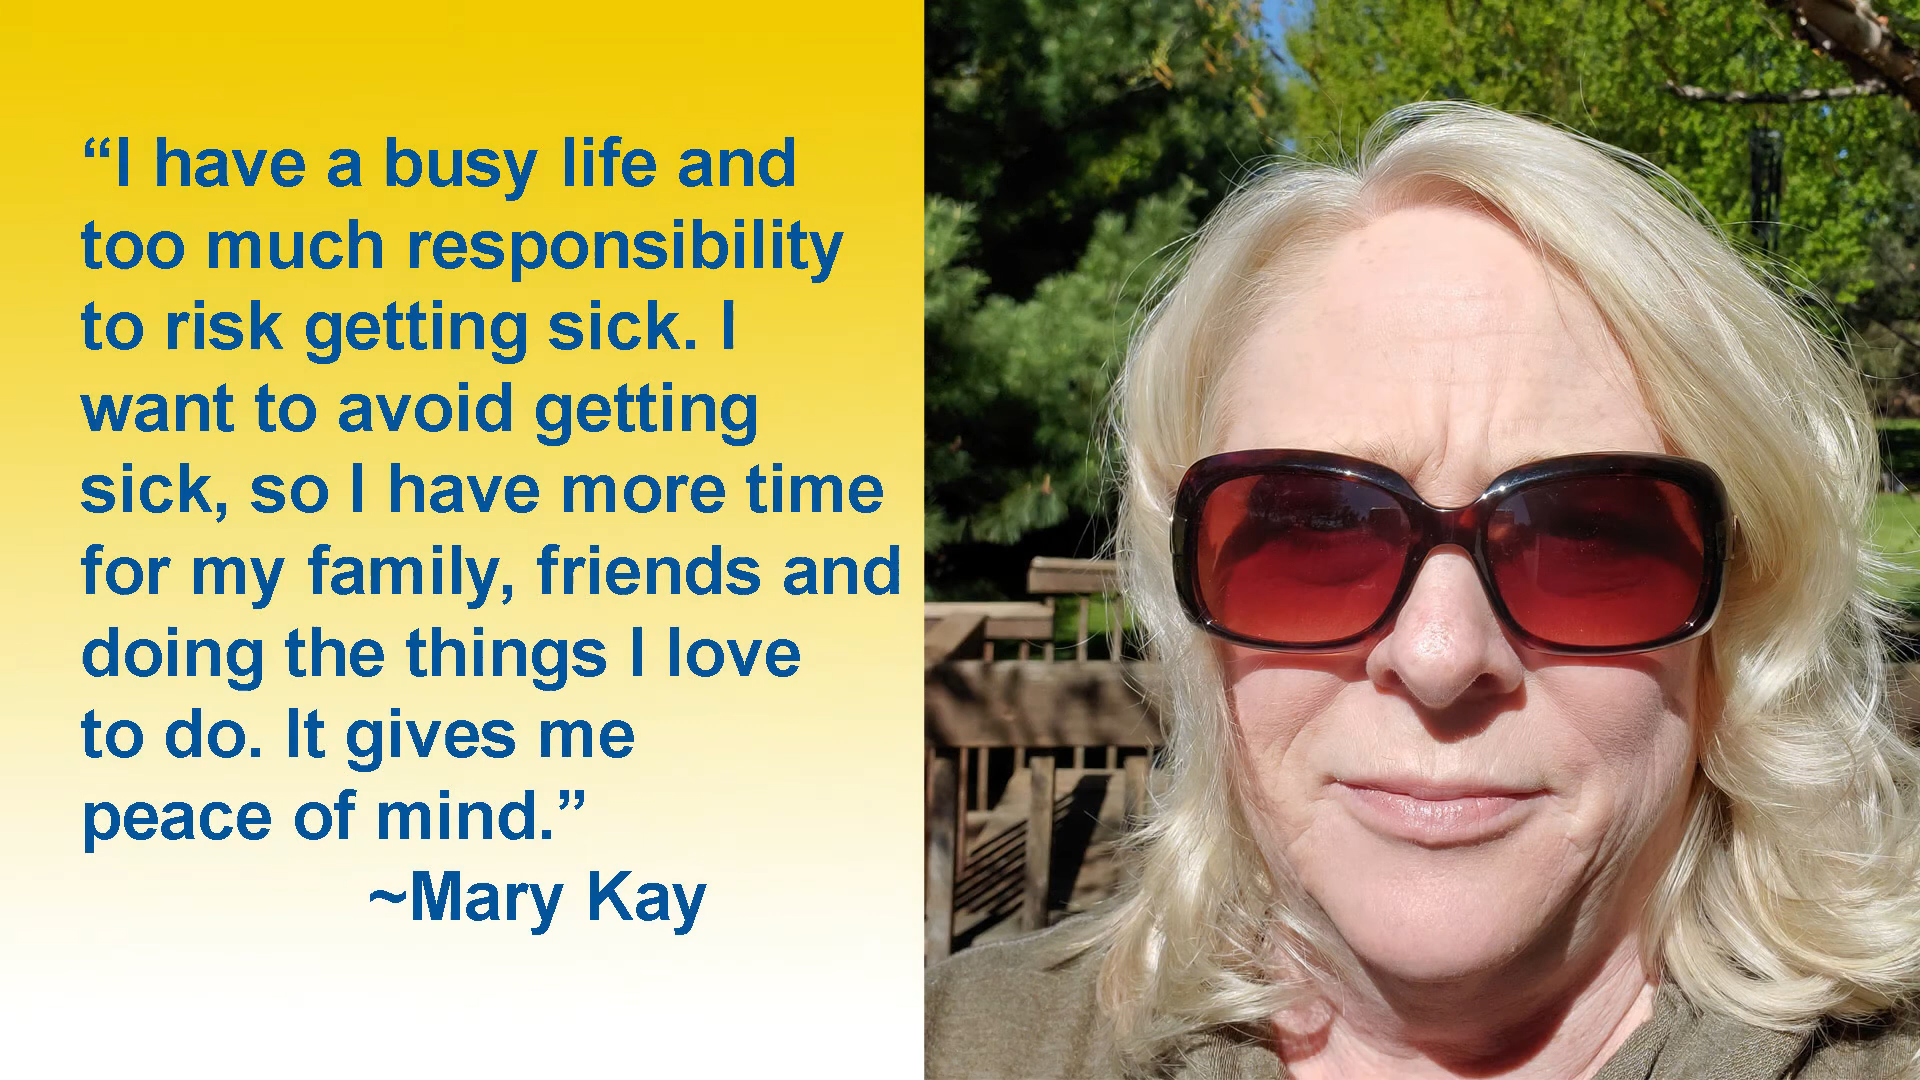 “I have a busy life and
too much responsibility
to risk getting sick. I
want to avoid getting
sick, so I have more time
for my family, friends and
doing the things I love
to do. It gives me
peace of mind.”
~Mary Kay